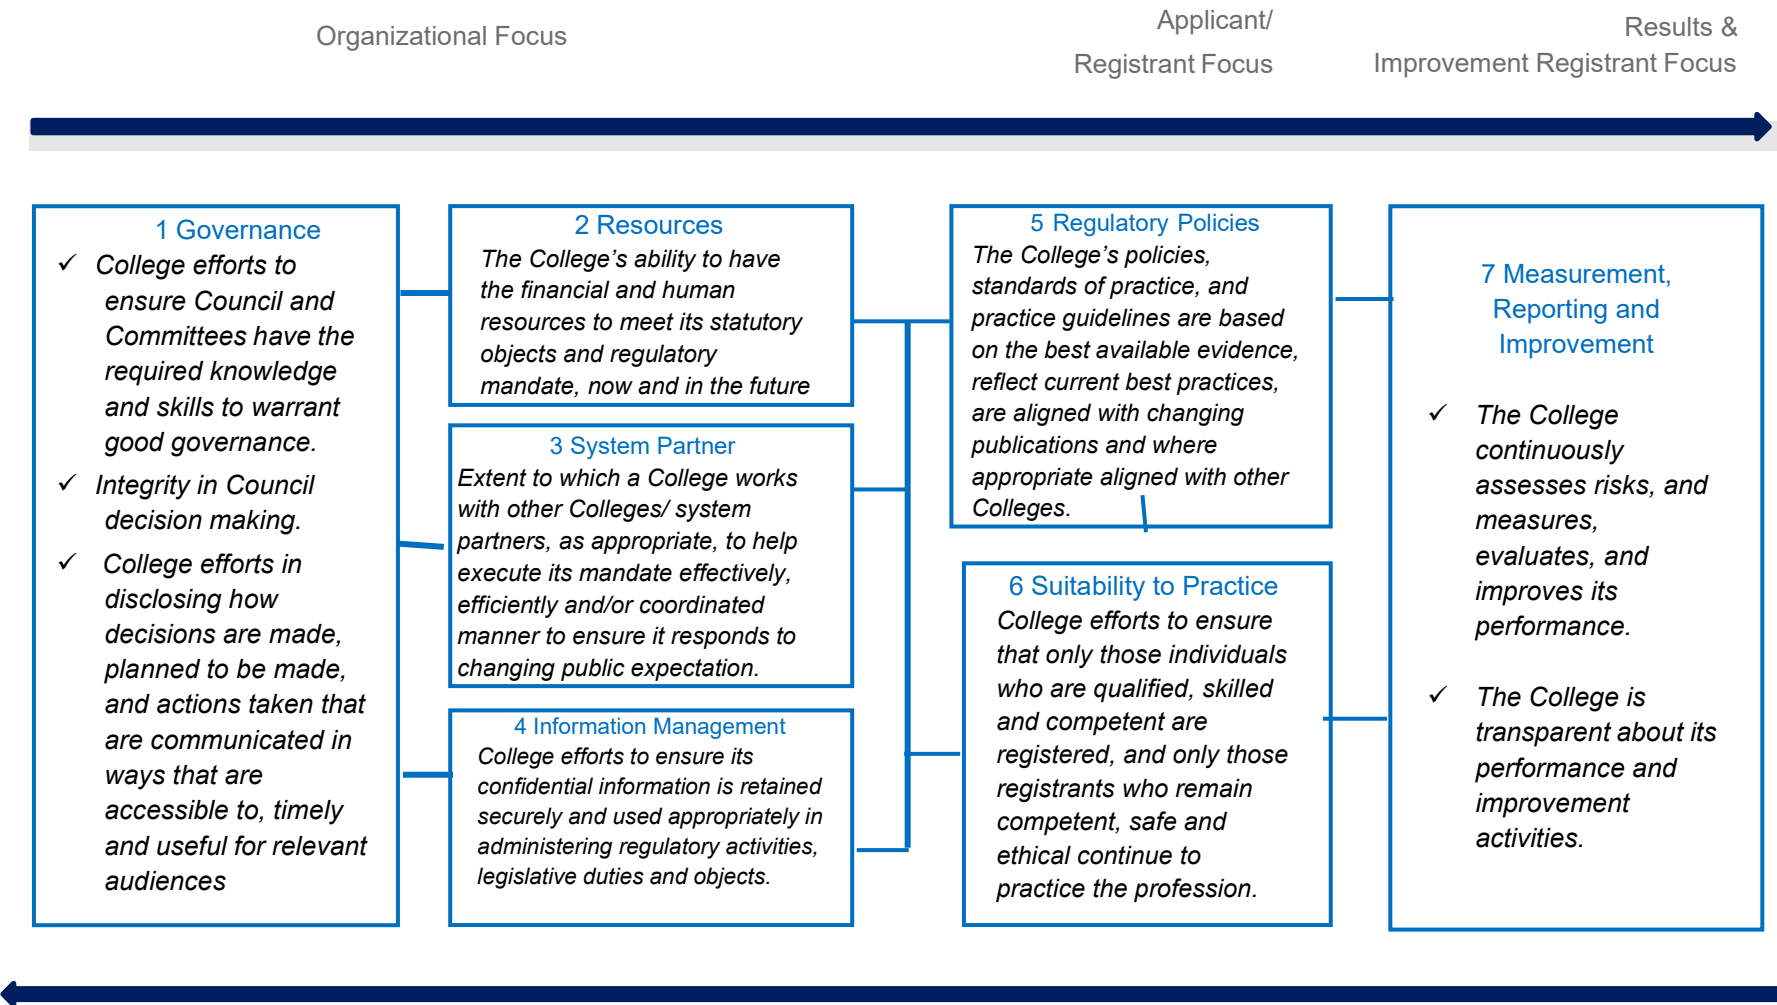 Organizational Focus
Applicant/
Registrant Focus
Results &
Improvement Registrant Focus
1 Governance
✓ College efforts to
ensure Council and
Committees have the
required knowledge
and skills to warrant
good governance.
✓ Integrity in Council
decision making.
✓ College efforts in
disclosing how
decisions are made,
planned to be made,
and actions taken that
are communicated in
ways that are
accessible to, timely
and useful for relevant
audiences
2 Resources
The College’s ability to have
the financial and human
resources to meet its statutory
objects and regulatory
mandate, now and in the future
3 System Partner
Extent to which a College works
with other Colleges/ system
partners, as appropriate, to help
execute its mandate effectively,
efficiently and/or coordinated
manner to ensure it responds to
changing public expectation.
4 Information Management
College efforts to ensure its
confidential information is retained
securely and used appropriately in
administering regulatory activities,
legislative duties and objects.
5 Regulatory Policies
The College’s policies,
standards of practice, and
practice guidelines are based
on the best available evidence,
reflect current best practices,
are aligned with changing
publications and where
appropriate aligned with other
Colleges.
6 Suitability to Practice
College efforts to ensure
that only those individuals
who are qualified, skilled
and competent are
registered, and only those
registrants who remain
competent, safe and
ethical continue to
practice the profession.
7 Measurement,
Reporting and
Improvement
✓ The College
continuously
assesses risks, and
measures,
evaluates, and
improves its
performance.
✓ The College is
transparent about its
performance and
improvement
activities.